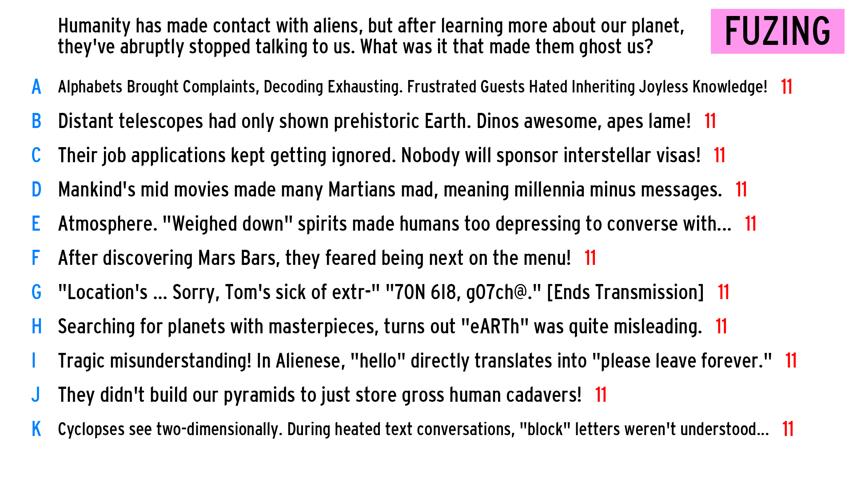 Humanity has made contact with aliens, but after learning more about our planet,
they've abruptly stopped talking to us. What was it that made them ghost us?
FUZING
A Alphabets Brought Complaints, Decoding Exhausting. Frustrated Guests Hated Inheriting Joyless Knowledge! 11
B Distant telescopes had only shown prehistoric Earth. Dinos awesome, apes lame! 11
C Their job applications kept getting ignored. Nobody will sponsor interstellar visas! 11
D Mankind's mid movies made many Martians mad, meaning millennia minus messages. 11
E Atmosphere. "Weighed down" spirits made humans too depressing to converse with... 11
F After discovering Mars Bars, they feared being next on the menu! 11
G "Location's ... Sorry, Tom's sick of extr-" "70N 6l8, g07ch@." [Ends Transmission] 11
H Searching for planets with masterpieces, turns out "eARTh" was quite misleading. 11
I Tragic misunderstanding! In Alienese, "hello" directly translates into "please leave forever." 11
J They didn't build our pyramids to just store gross human cadavers! 11
K Cyclopses see two-dimensionally. During heated text conversations, "block" letters weren't understood... 11